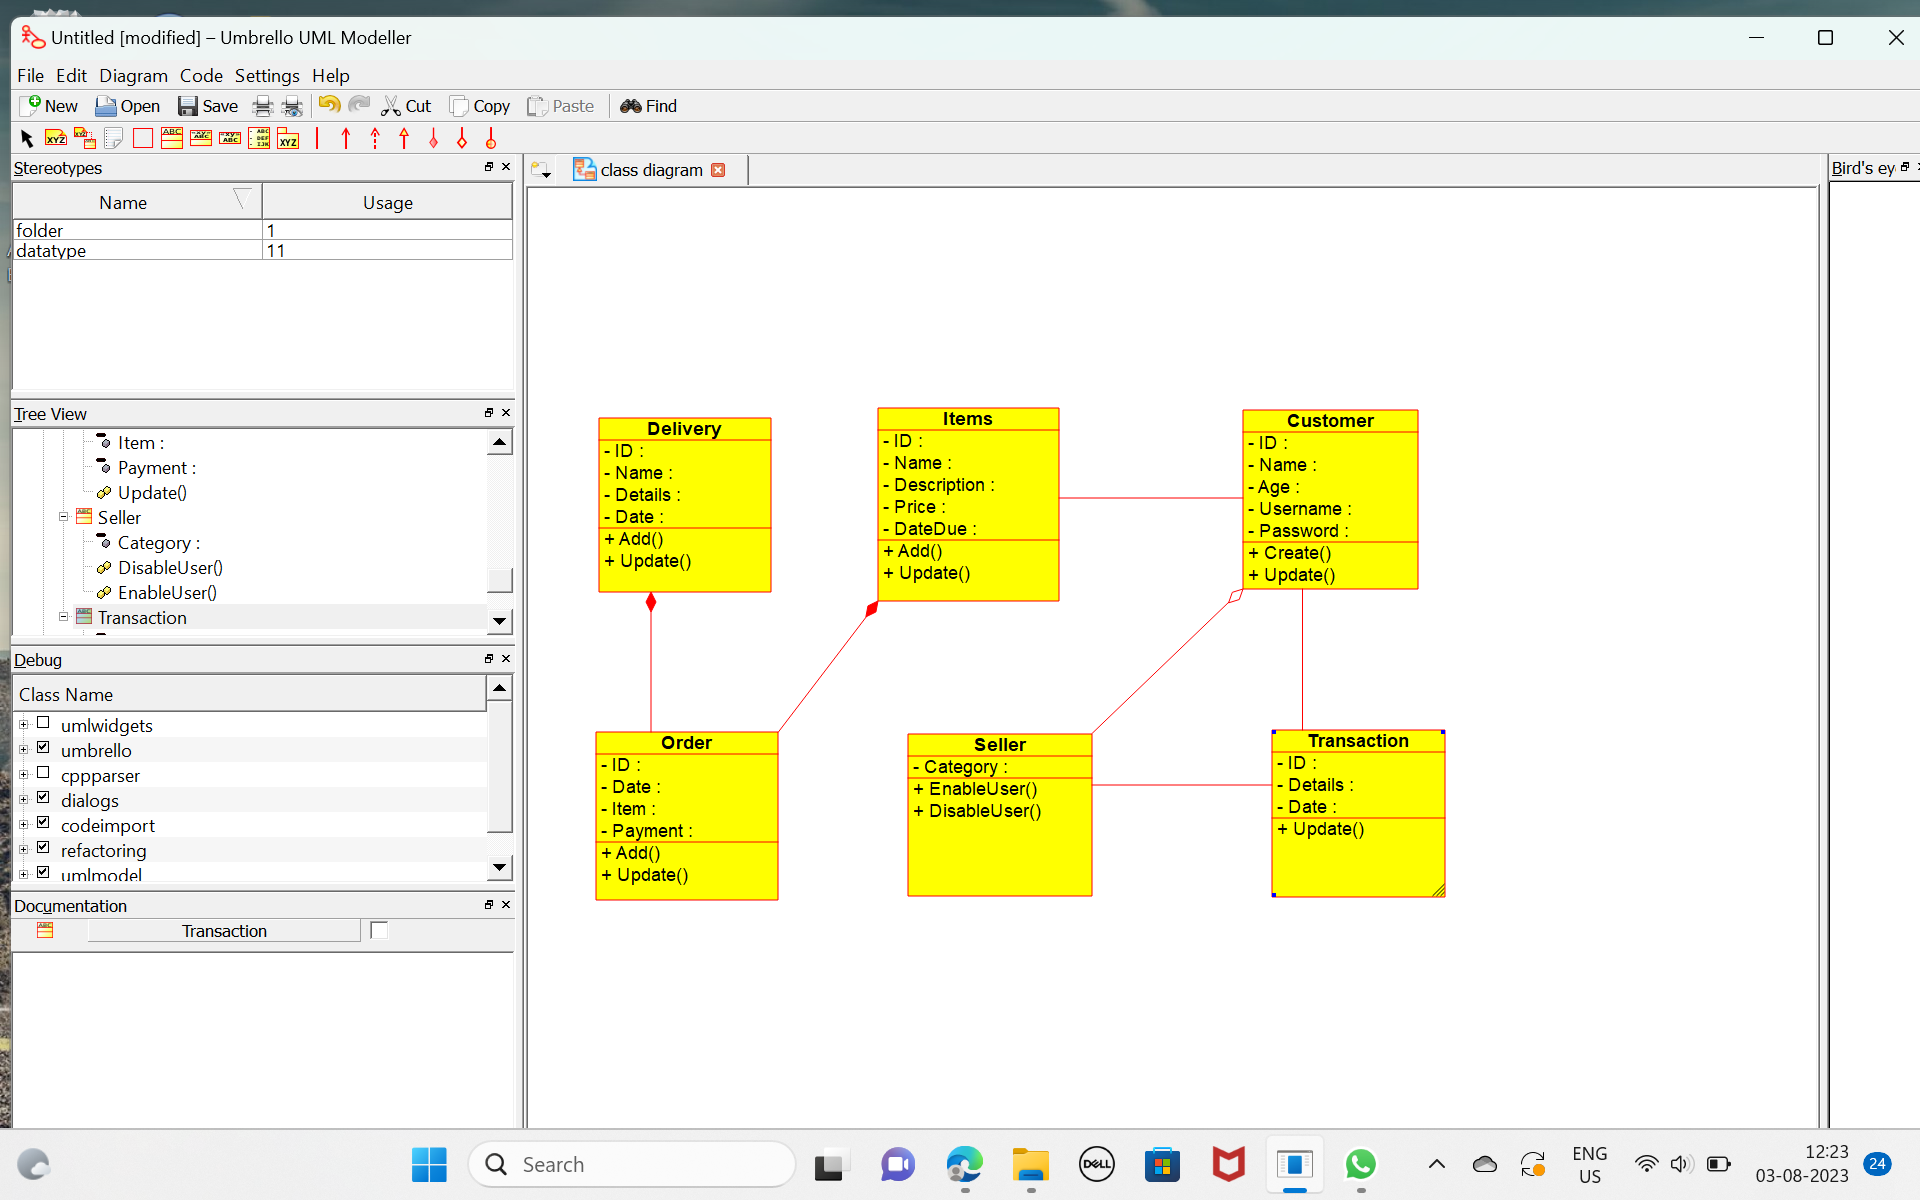 Untitled [modified] – Umbrello UML Modeller
File Edit Diagram Code Settings Help
New Open Save Cut Copy Paste Find
Stereotypes
Name Usage
folder 1
datatype 11
Tree View
Item :
Payment :
Update()
Seller
Category :
DisableUser()
EnableUser()
Transaction
Debug
Class Name
umlwidgets
umbrello
cppparser
dialogs
codeimport
refactoring
umlmodel
Documentation
Transaction
class diagram
Bird's ey
Delivery
- ID :
- Name :
- Details :
- Date :
+ Add()
+ Update()
Items
- ID :
- Name :
- Description :
- Price :
- DateDue :
+ Add()
+ Update()
Customer
- ID :
- Name :
- Age :
- Username :
- Password :
+ Create()
+ Update()
Order
- ID :
- Date :
- Item :
- Payment :
+ Add()
+ Update()
Seller
- Category :
+ EnableUser()
+ DisableUser()
Transaction
- ID :
- Details :
- Date :
+ Update()
Search
DELL
ENG
US
12:23
03-08-2023
24